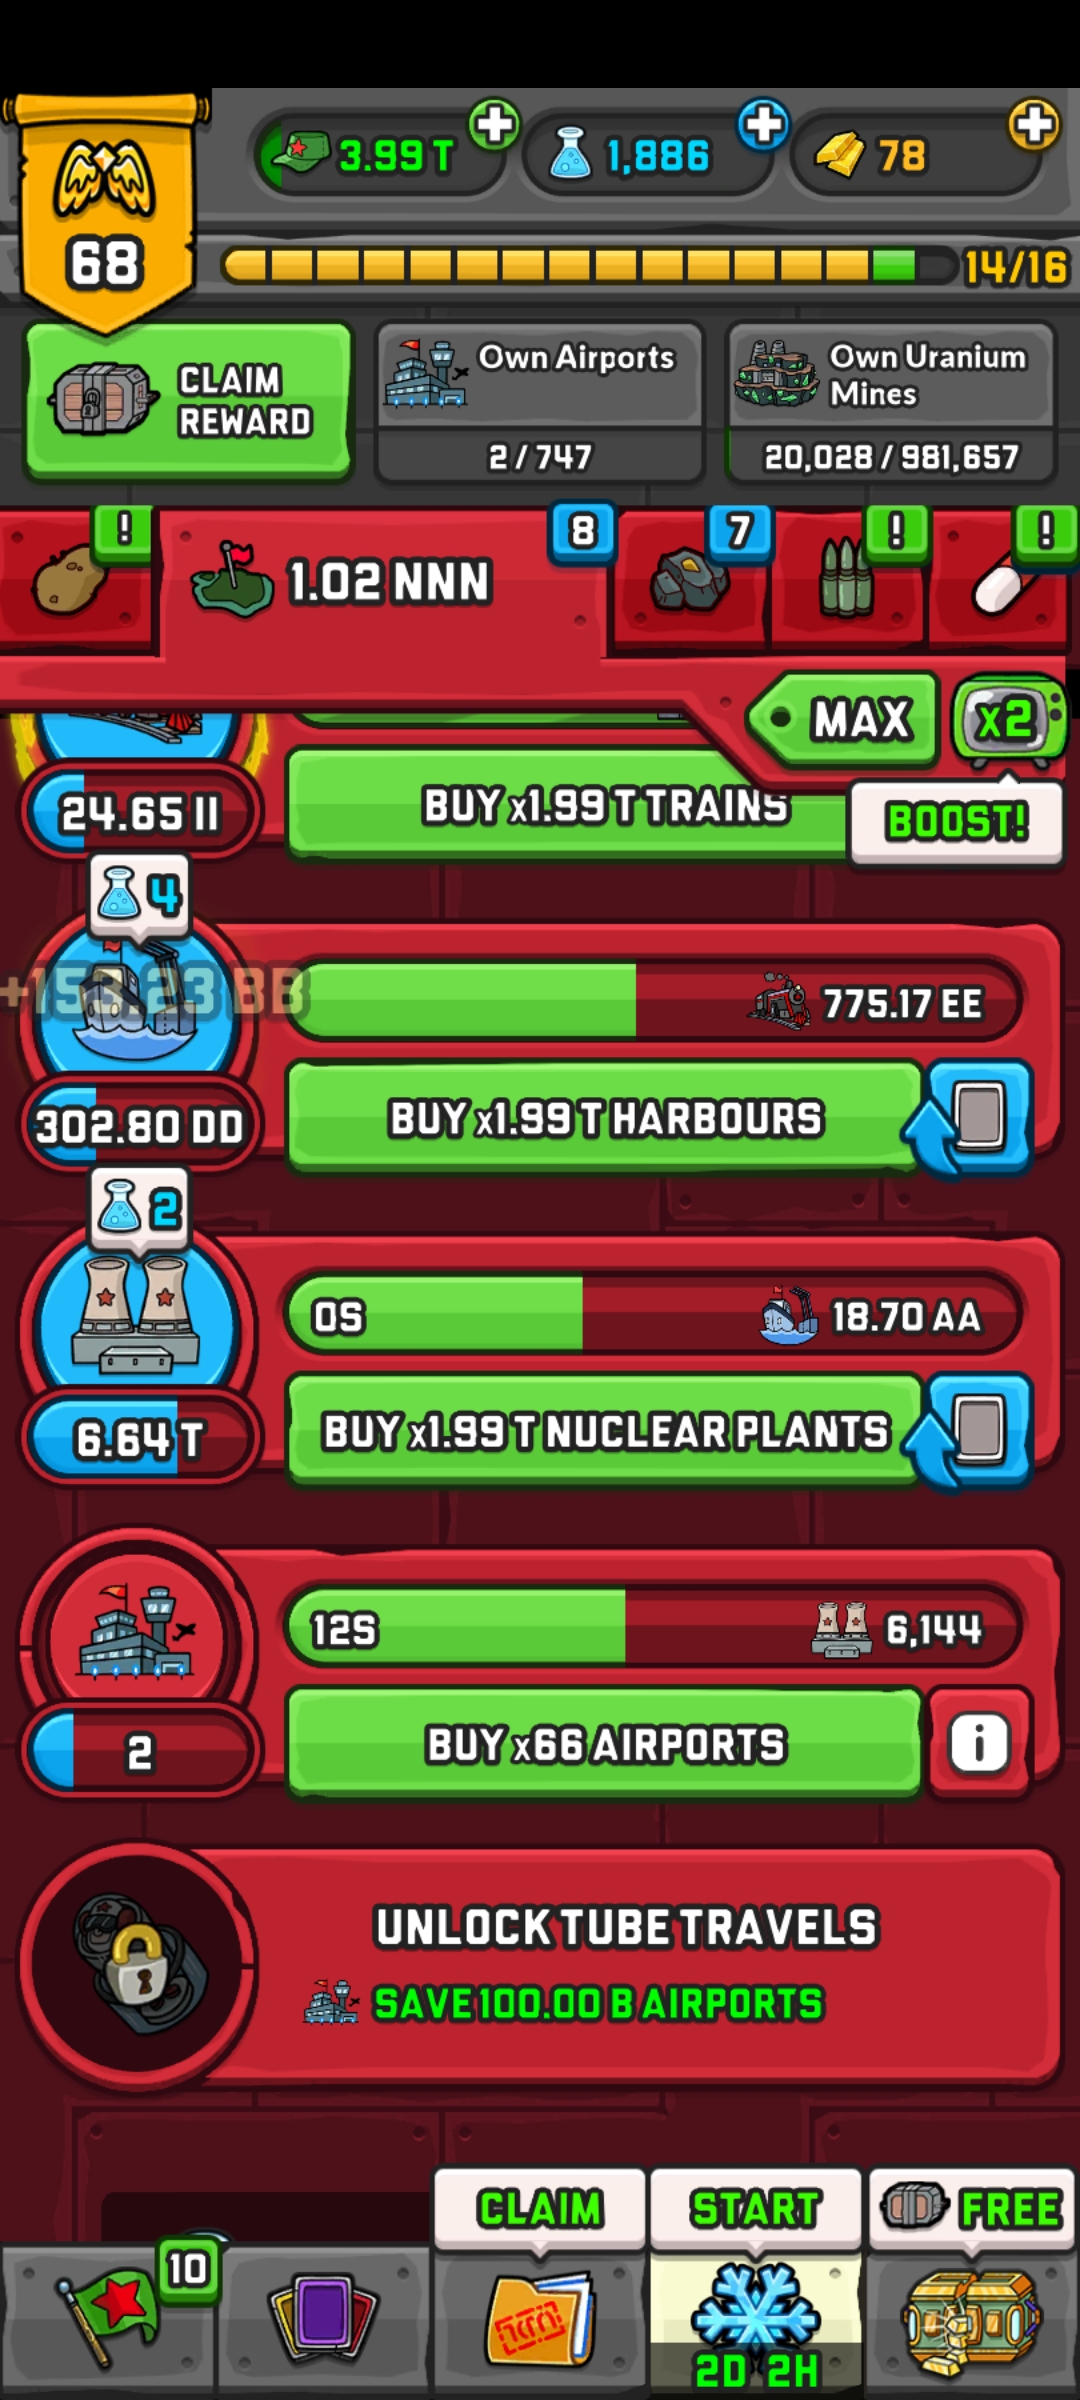 3.99 T
1,886
78
68
14/16
CLAIM
REWARD
Own Airports
2 / 747
Own Uranium
Mines
20,028 / 981,657
!
1.02 NNN
8
7
!
!
MAX
x2
BOOST!
24.65 II
BUY x1.99 T TRAINS
4
+153.23 BB
775.17 EE
302.80 DD
BUY x1.99 T HARBOURS
2
0S
18.70 AA
6.64 T
BUY x1.99 T NUCLEAR PLANTS
12S
6,144
2
BUY x66 AIRPORTS
i
UNLOCK TUBE TRAVELS
SAVE 100.00 B AIRPORTS
CLAIM
START
FREE
10
2D 2H